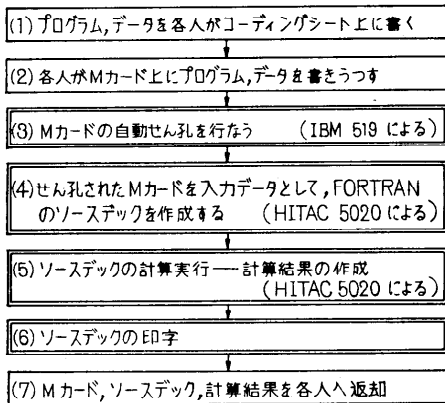 (1) プログラム,データを各人がコーディングシート上に書く
(2) 各人がMカード上にプログラム,データを書きうつす
(3) Mカードの自動せん孔を行なう (IBM 519 による)
(4) せん孔されたMカードを入力データとして, FORTRAN
のソースデックを作成する (HITAC 5020 による)
(5) ソースデックの計算実行──計算結果の作成
(HITAC 5020 による)
(6) ソースデックの印字
(7) Mカード,ソースデック,計算結果を各人へ返却